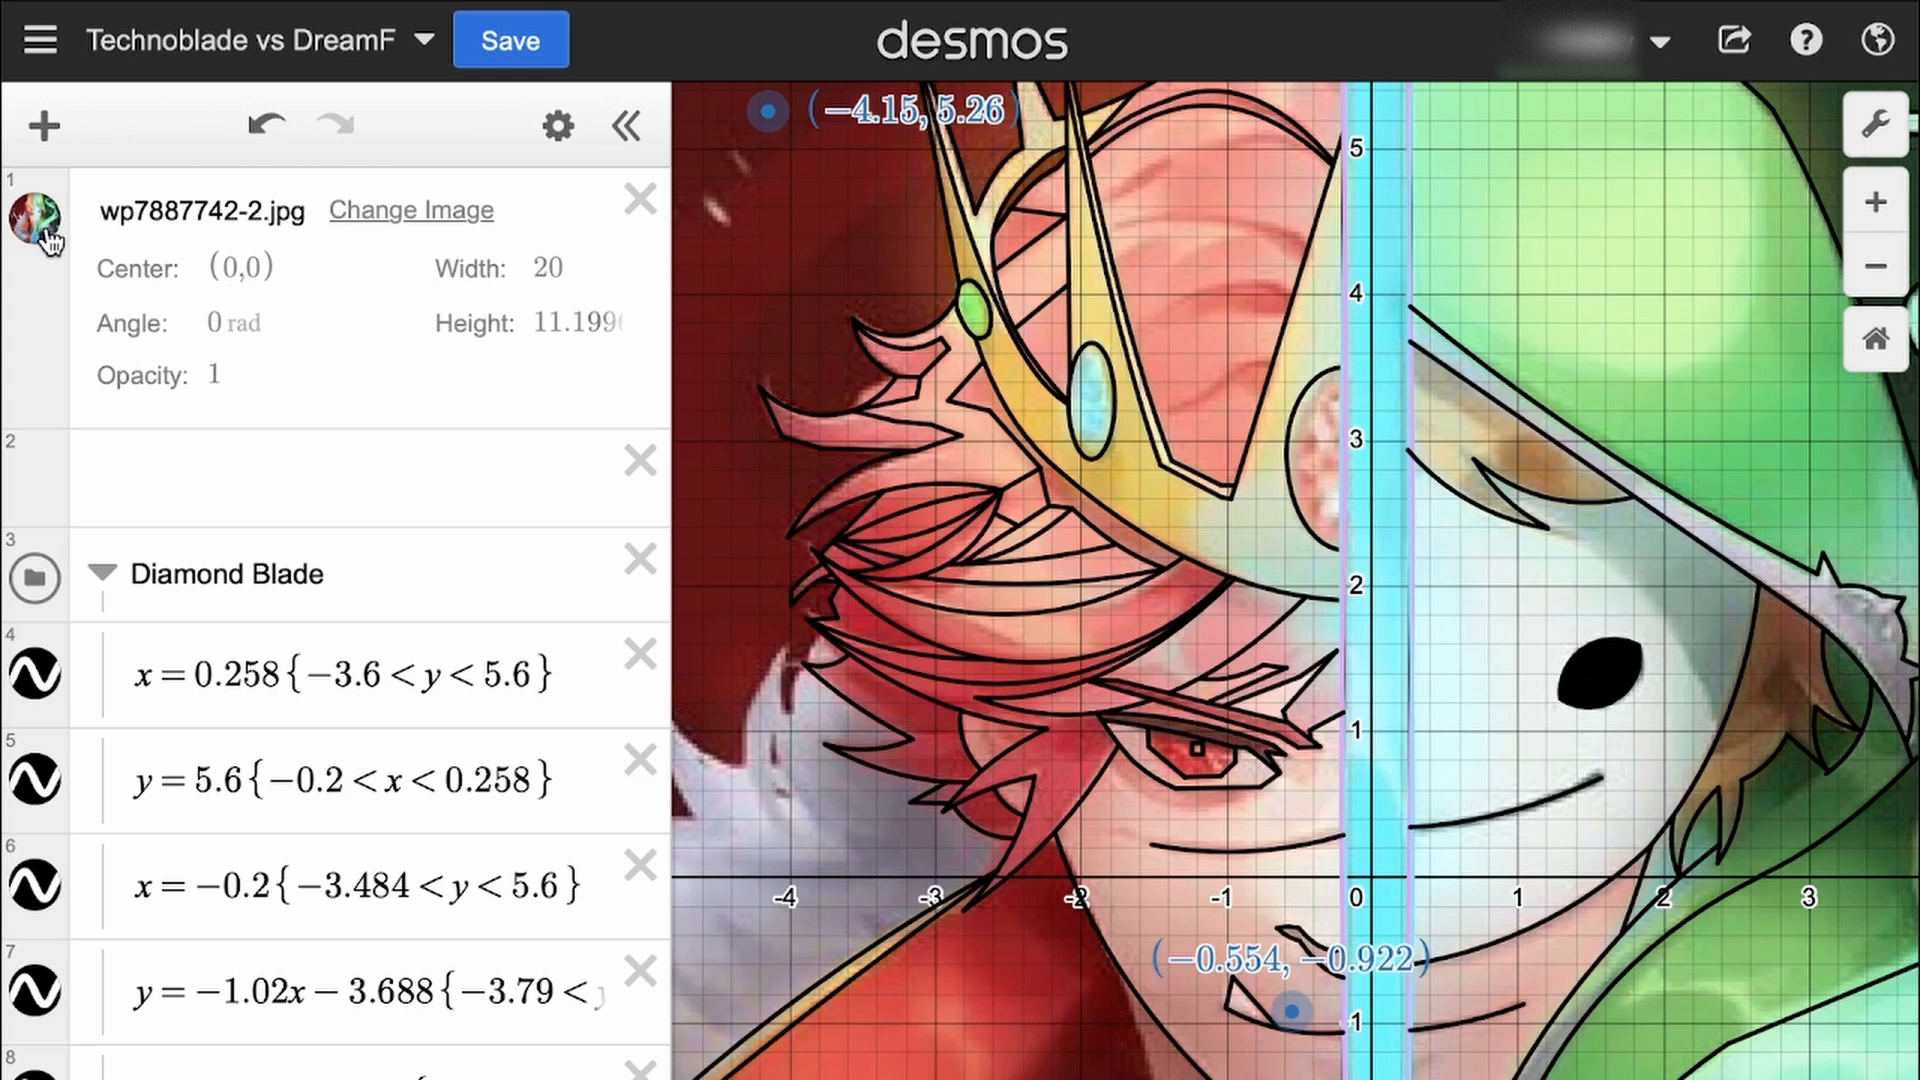 Technoblade vs DreamF
Save
desmos
1
wp7887742-2.jpg Change Image
Center: (0,0) Width: 20
Angle: 0 rad Height:
Opacity: 1
2
3
Diamond Blade
4
x = 0.258{−3.6 < y < 5.6}
5
y = 5.6{−0.2 < x < 0.258}
6
x = −0.2{−3.484 < y < 5.6}
7
y = −1.02x − 3.688{−3.79 <
8
(−4.15, 5.26)
5
4
3
2
1
-4 -3 -2 -1 0 1 2 3
(−0.554, −0.922)
-1